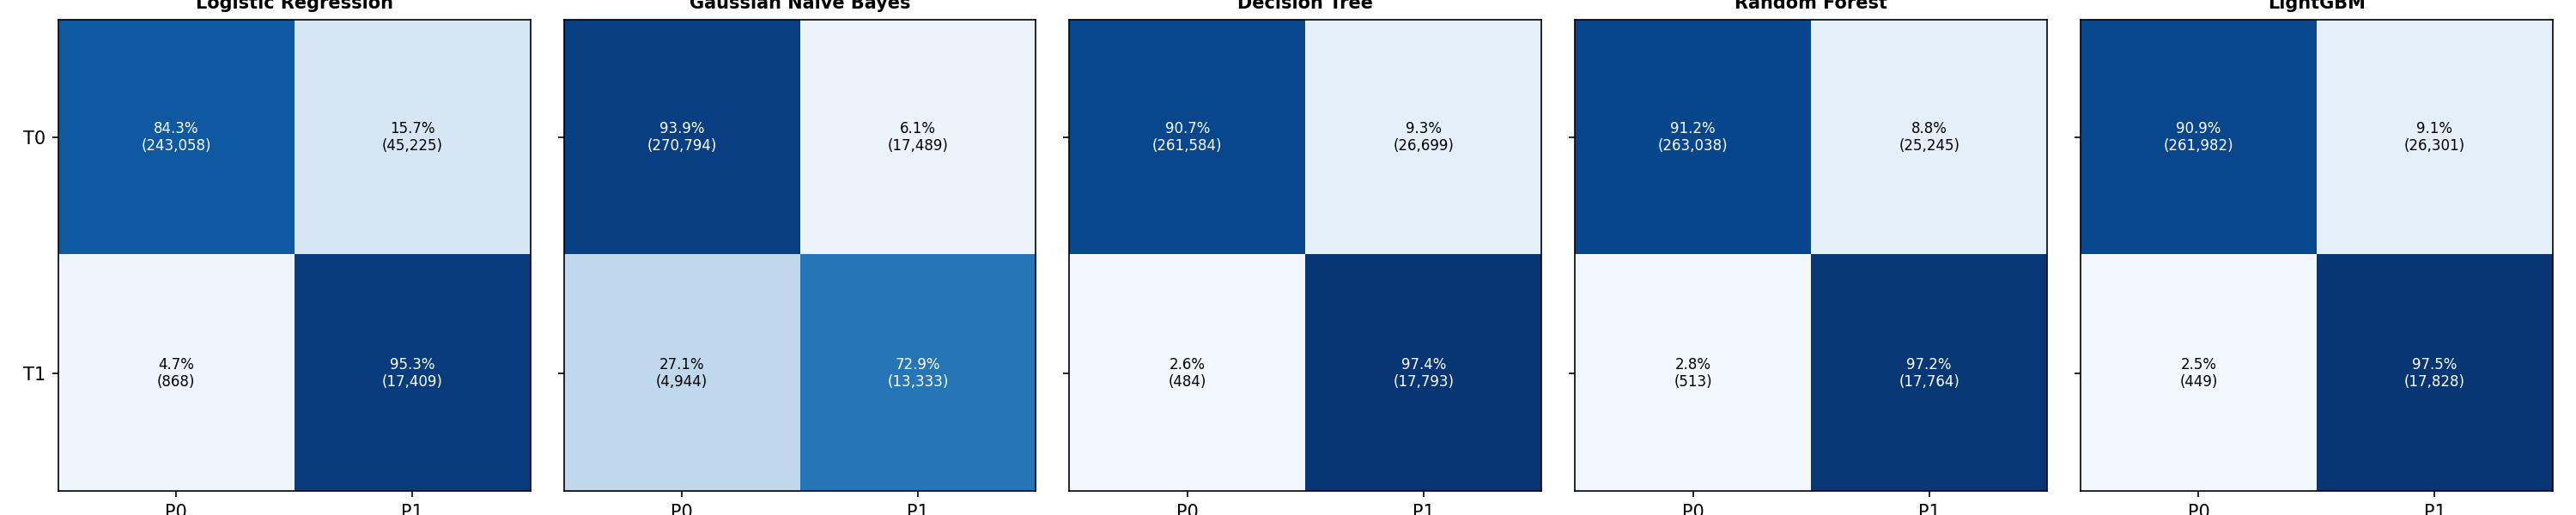 Logistic Regression
Gaussian Naive Bayes
Decision Tree
Random Forest
LightGBM
T0
84.3%
(243,058)
15.7%
(45,225)
93.9%
(270,794)
6.1%
(17,489)
90.7%
(261,584)
9.3%
(26,699)
91.2%
(263,038)
8.8%
(25,245)
90.9%
(261,982)
9.1%
(26,301)
T1
4.7%
(868)
95.3%
(17,409)
27.1%
(4,944)
72.9%
(13,333)
2.6%
(484)
97.4%
(17,793)
2.8%
(513)
97.2%
(17,764)
2.5%
(449)
97.5%
(17,828)
P0
P1
P0
P1
P0
P1
P0
P1
P0
P1